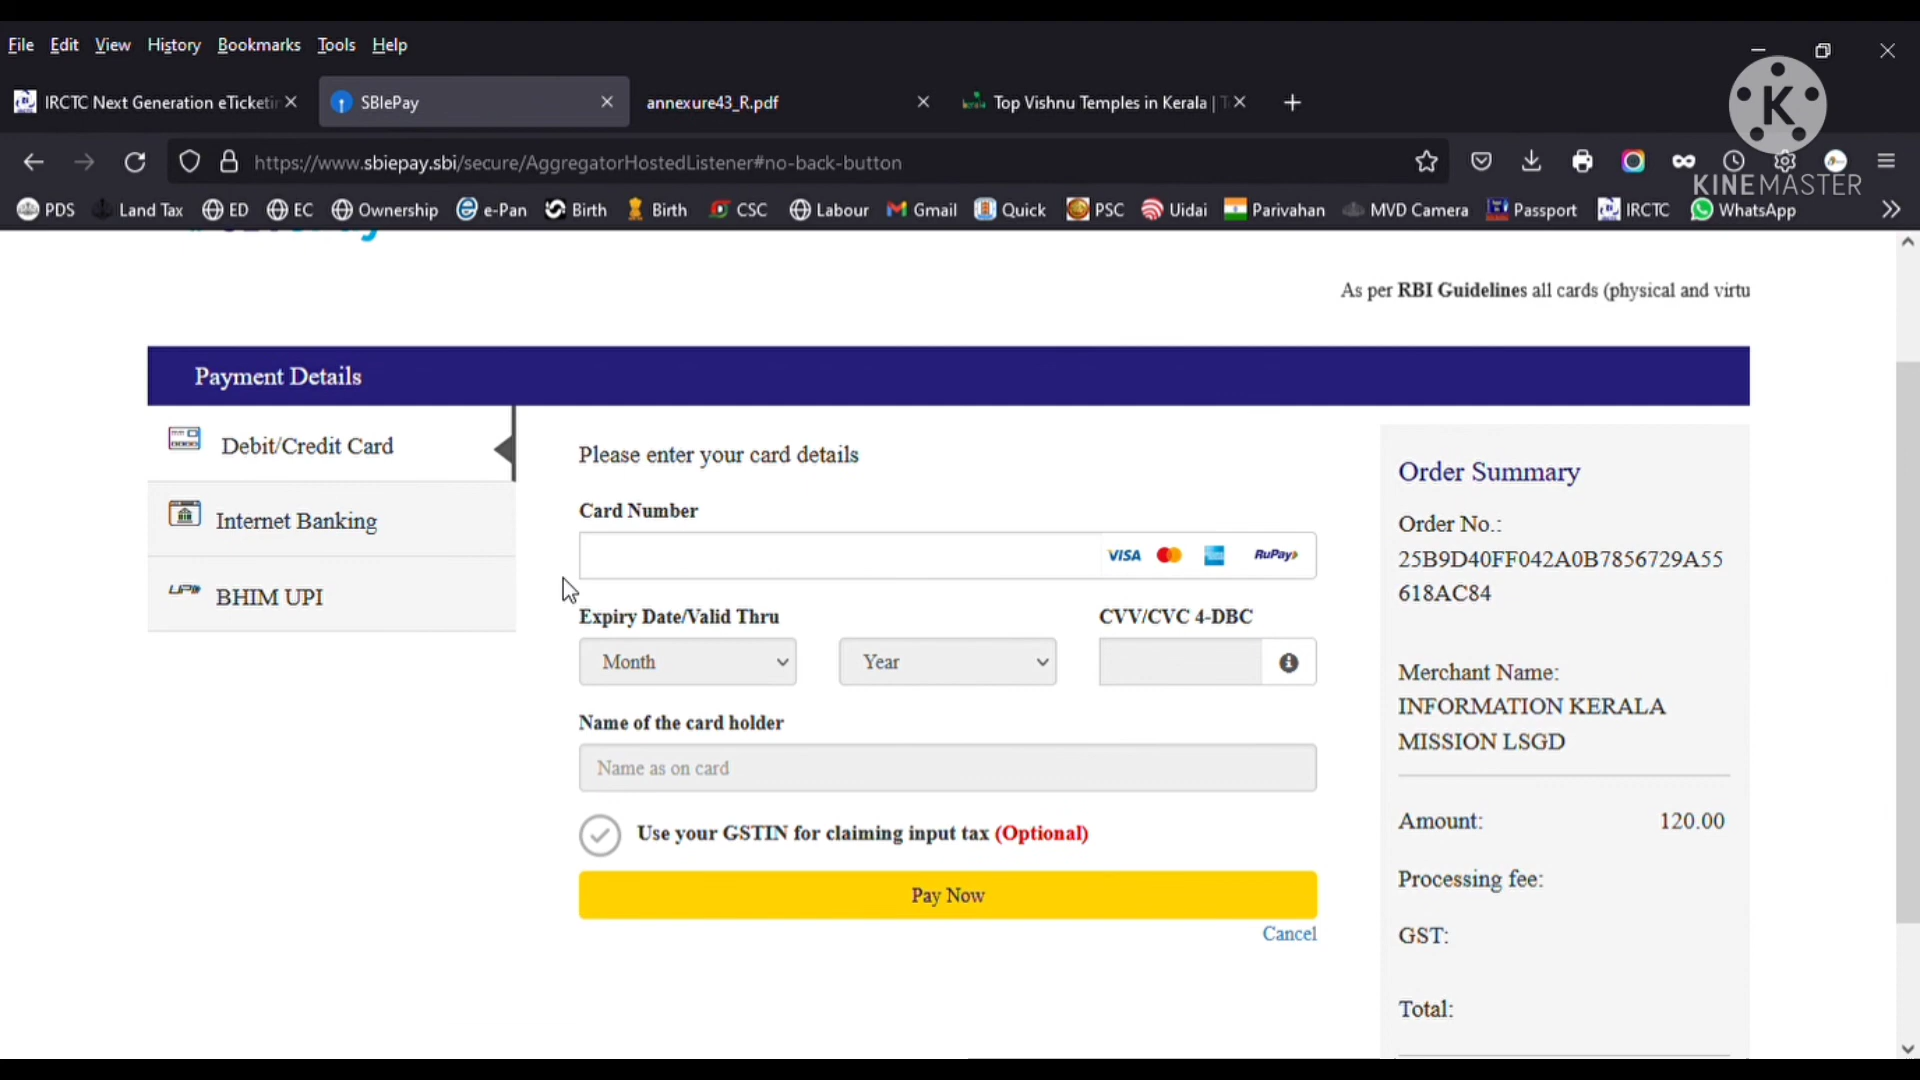 File Edit View History Bookmarks Tools Help
IRCTC Next Generation eTicketin SBIePay annexure43_R.pdf Top Vishnu Temples in Kerala | T
K
https://www.sbiepay.sbi/secure/AggregatorHostedListener#no-back-button
KINEMASTER
PDS Land Tax ED EC Ownership e-Pan Birth Birth CSC Labour Gmail Quick PSC Uidai Parivahan MVD Camera Passport IRCTC WhatsApp
As per RBI Guidelines all cards (physical and virtu
Payment Details
Debit/Credit Card
Internet Banking
BHIM UPI
Please enter your card details
Card Number
VISA RuPay
Expiry Date/Valid Thru CVV/CVC 4-DBC
Month Year
Name of the card holder
Name as on card
Use your GSTIN for claiming input tax (Optional)
Pay Now
Cancel
Order Summary
Order No.:
25B9D40FF042A0B7856729A55
618AC84
Merchant Name:
INFORMATION KERALA
MISSION LSGD
Amount: 120.00
Processing fee:
GST:
Total: